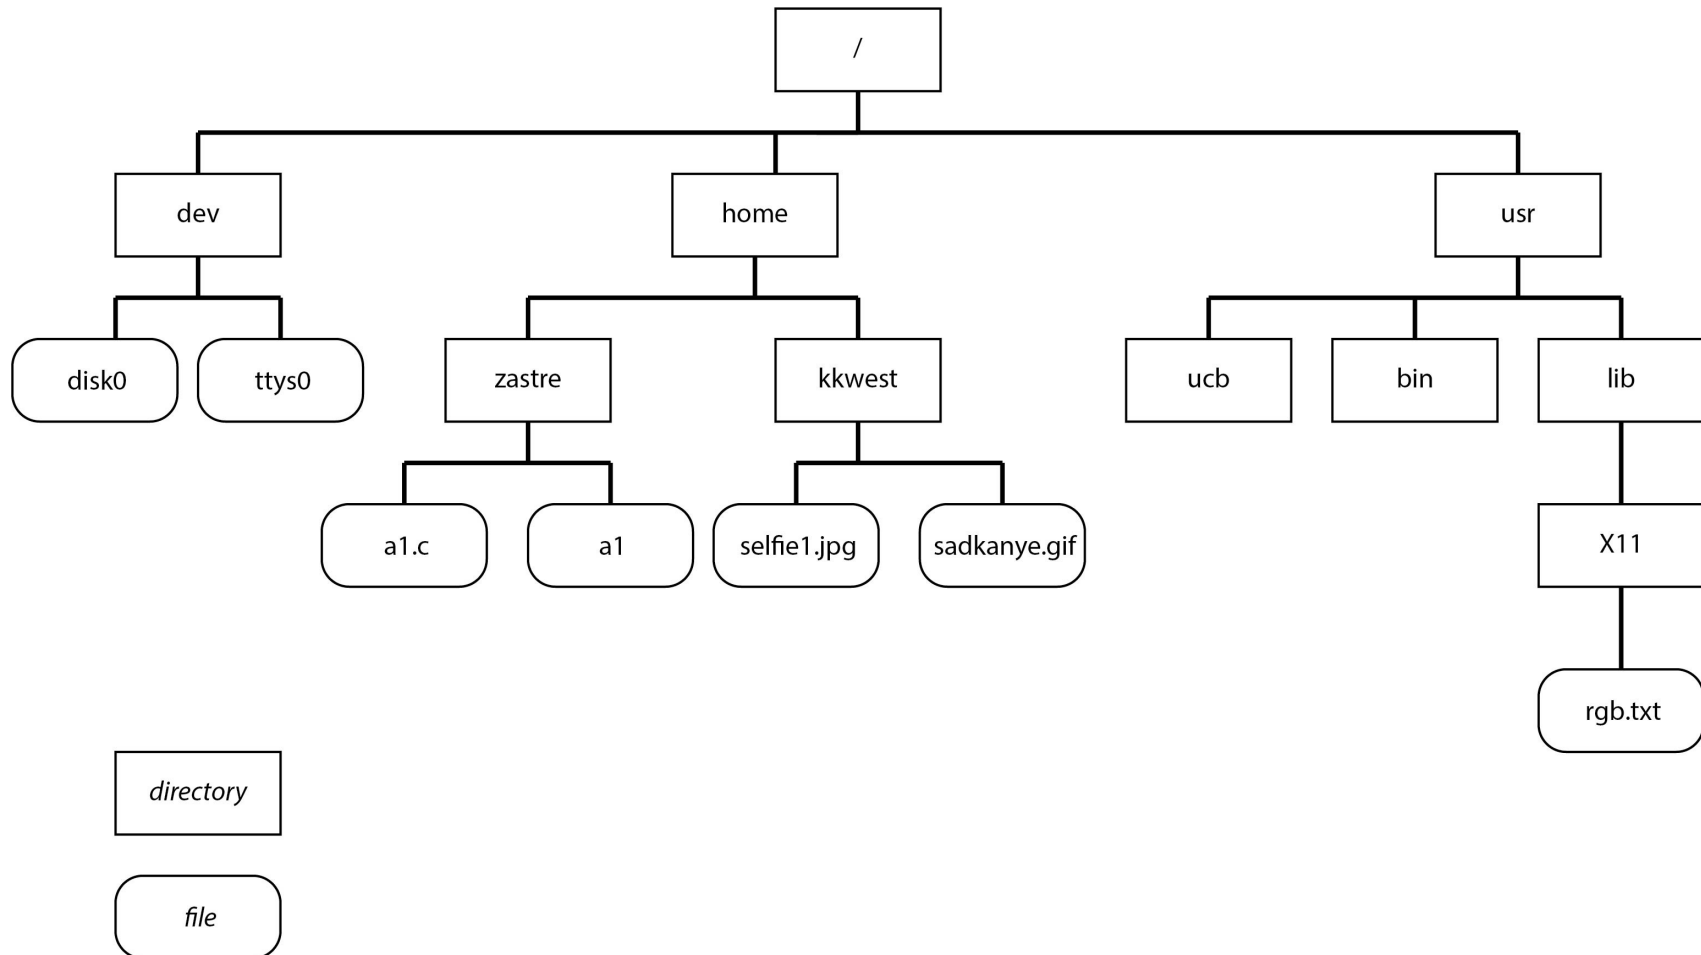 /
dev
home
usr
disk0
ttys0
zastre
kkwest
ucb
bin
lib
a1.c
a1
selfie1.jpg
sadkanye.gif
X11
rgb.txt
directory
file